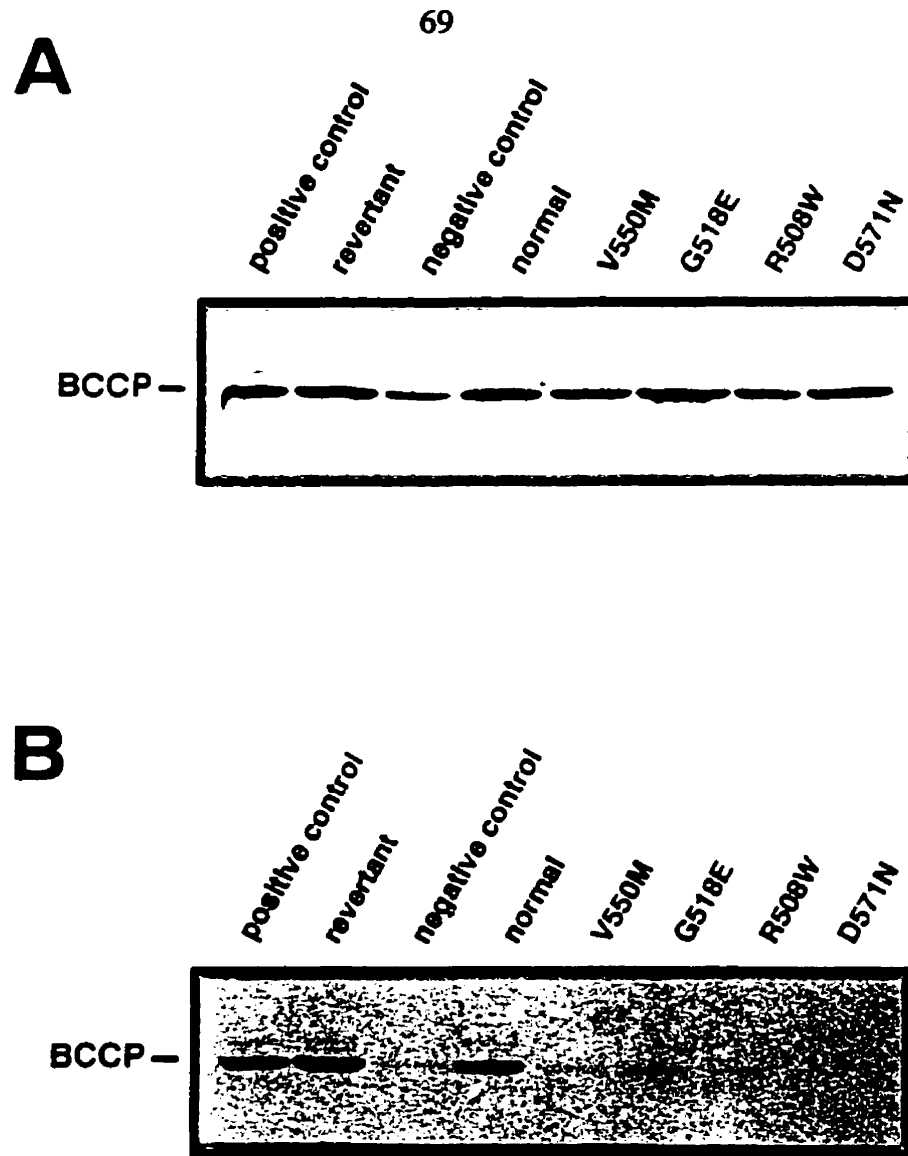 69
A
positive control
revertant
negative control
normal
V550M
G518E
R508W
D571N
BCCP –
B
positive control
revertant
negative control
normal
V550M
G518E
R508W
D571N
BCCP –